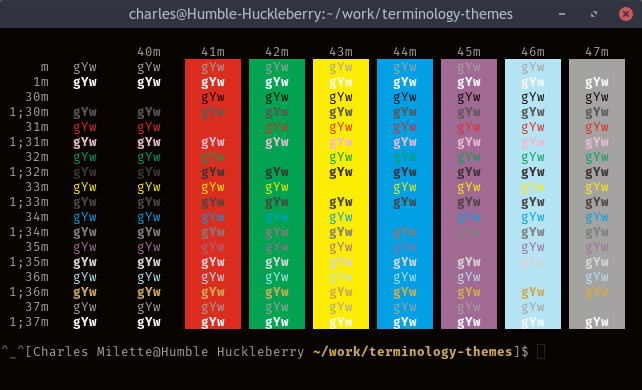 charles@Humble-Huckleberry:~/work/terminology-themes
40m 41m 42m 43m 44m 45m 46m 47m
m gYw gYw gYw gYw gYw gYw gYw gYw
1m gYw gYw gYw gYw gYw gYw gYw gYw gYw
30m gYw gYw gYw gYw gYw gYw gYw
1;30m gYw gYw gYw gYw gYw gYw gYw gYw gYw
31m gYw gYw gYw gYw gYw gYw gYw gYw
1;31m gYw gYw gYw gYw gYw gYw gYw gYw gYw
32m gYw gYw gYw gYw gYw gYw gYw gYw
1;32m gYw gYw gYw gYw gYw gYw gYw gYw gYw
33m gYw gYw gYw gYw gYw gYw gYw gYw
1;33m gYw gYw gYw gYw gYw gYw gYw gYw gYw
34m gYw gYw gYw gYw gYw gYw gYw gYw
1;34m gYw gYw gYw gYw gYw gYw gYw gYw gYw
35m gYw gYw gYw gYw gYw gYw gYw gYw
1;35m gYw gYw gYw gYw gYw gYw gYw gYw gYw
36m gYw gYw gYw gYw gYw gYw gYw gYw
1;36m gYw gYw gYw gYw gYw gYw gYw gYw gYw
37m gYw gYw gYw gYw gYw gYw gYw gYw
1;37m gYw gYw gYw gYw gYw gYw gYw gYw gYw
^_^[Charles Milette@Humble Huckleberry ~/work/terminology-themes]$